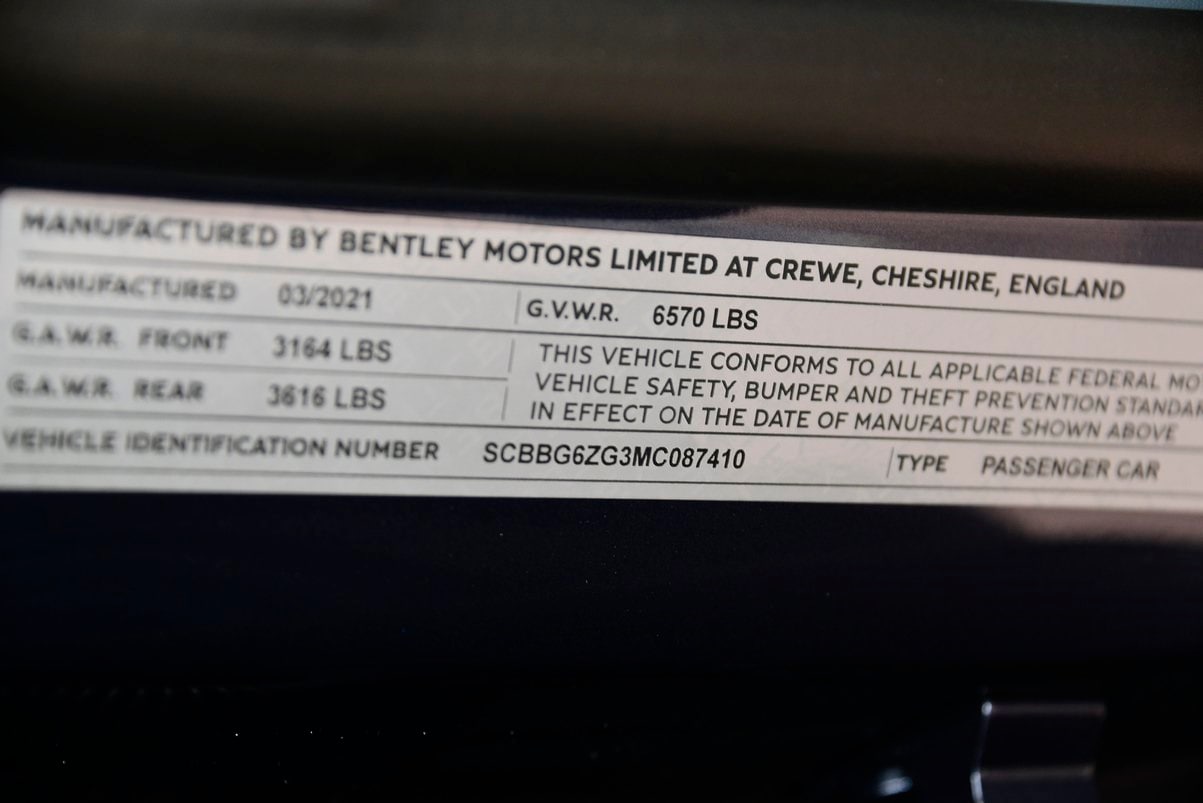 MANUFACTURED BY BENTLEY MOTORS LIMITED AT CREWE, CHESHIRE, ENGLAND
MANUFACTURED 03/2021 G.V.W.R. 6570 LBS
G.A.W.R. FRONT 3164 LBS
G.A.W.R. REAR 3616 LBS
THIS VEHICLE CONFORMS TO ALL APPLICABLE FEDERAL MO
VEHICLE SAFETY, BUMPER AND THEFT PREVENTION STANDA
IN EFFECT ON THE DATE OF MANUFACTURE SHOWN ABOVE
VEHICLE IDENTIFICATION NUMBER SCBBG6ZG3MC087410 TYPE PASSENGER CAR